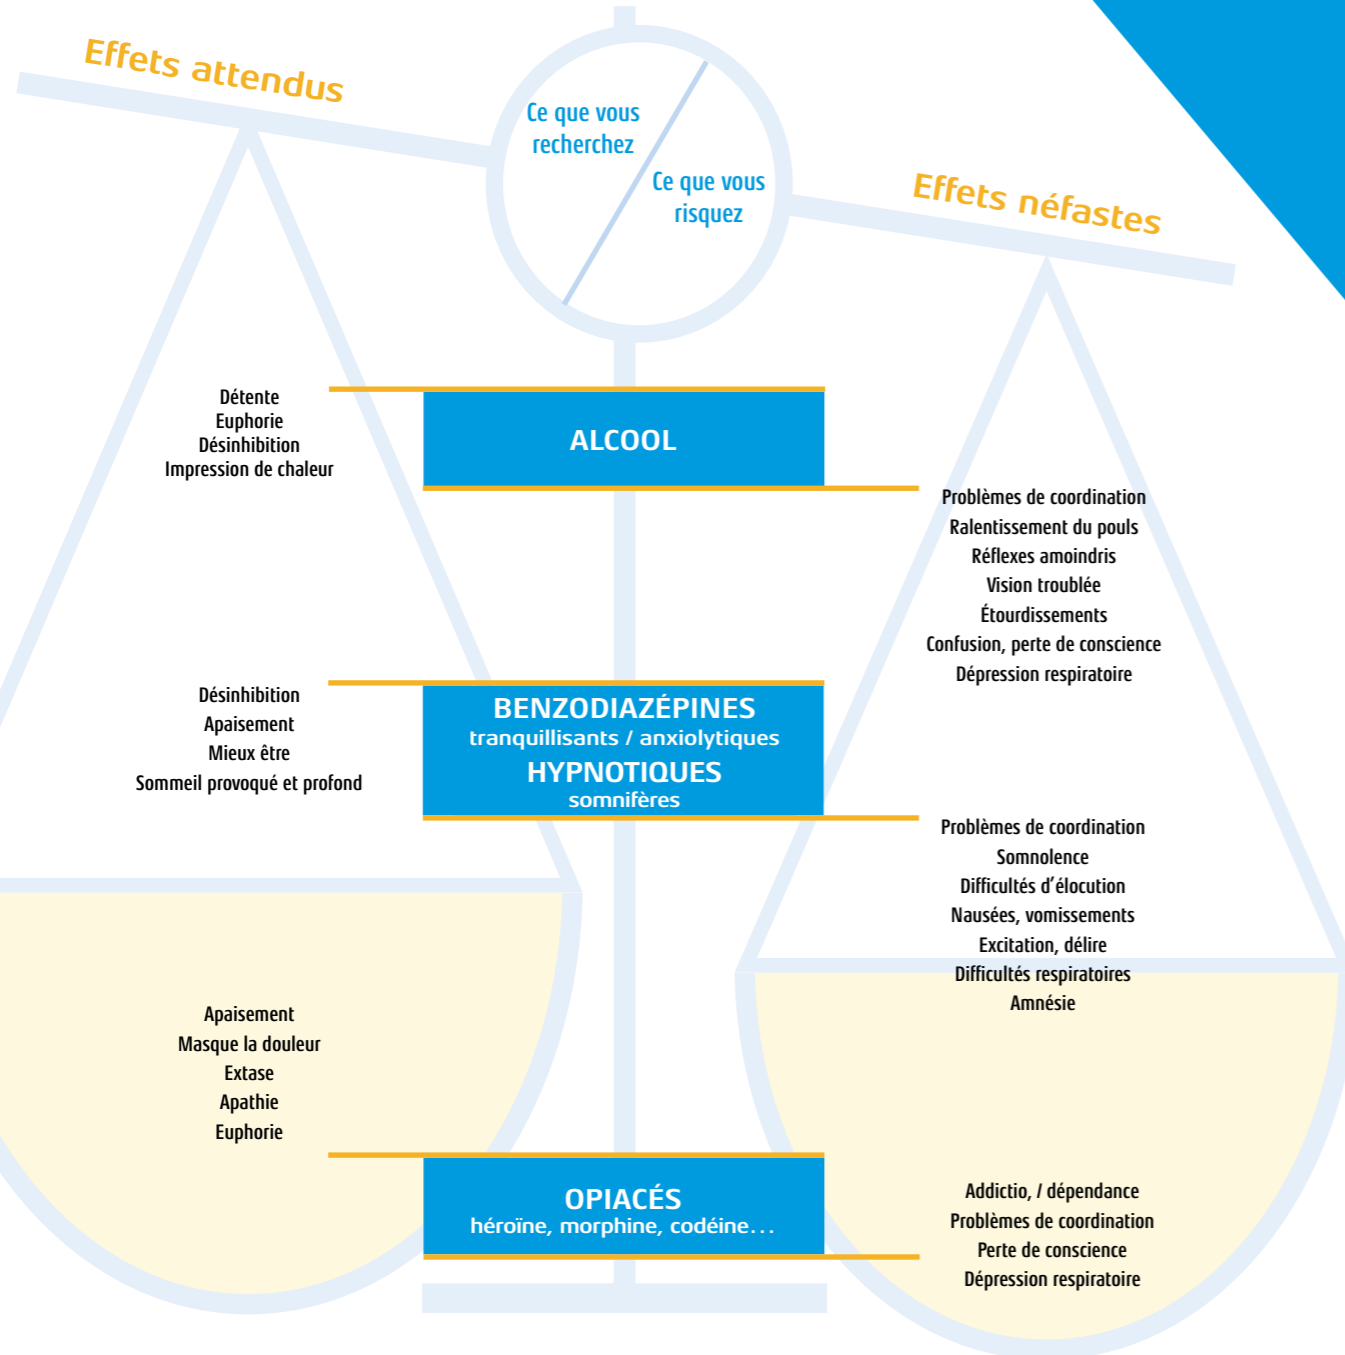 Effets attendus
Ce que vous
recherchez
Ce que vous
risquez
Effets néfastes
Détente
Euphorie
Désinhibition
Impression de chaleur
ALCOOL
Problèmes de coordination
Ralentissement du pouls
Réflexes amoindris
Vision troublée
Étourdissements
Confusion, perte de conscience
Dépression respiratoire
Désinhibition
Apaisement
Mieux être
Sommeil provoqué et profond
BENZODIAZÉPINES
tranquillisants / anxiolytiques
HYPNOTIQUES
somnifères
Problèmes de coordination
Somnolence
Difficultés d’élocution
Nausées, vomissements
Excitation, délire
Difficultés respiratoires
Amnésie
Apaisement
Masque la douleur
Extase
Apathie
Euphorie
OPIACÉS
héroïne, morphine, codéine...
Addictio, / dépendance
Problèmes de coordination
Perte de conscience
Dépression respiratoire